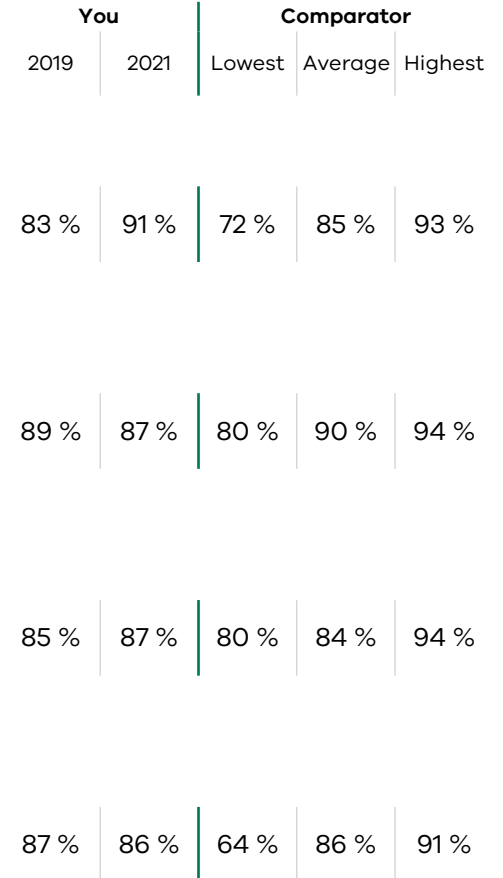 You Comparator
2019 2021 Lowest Average Highest
83 % 91 % 72 % 85 % 93 %
89 % 87 % 80 % 90 % 94 %
85 % 87 % 80 % 84 % 94 %
87 % 86 % 64 % 86 % 91 %